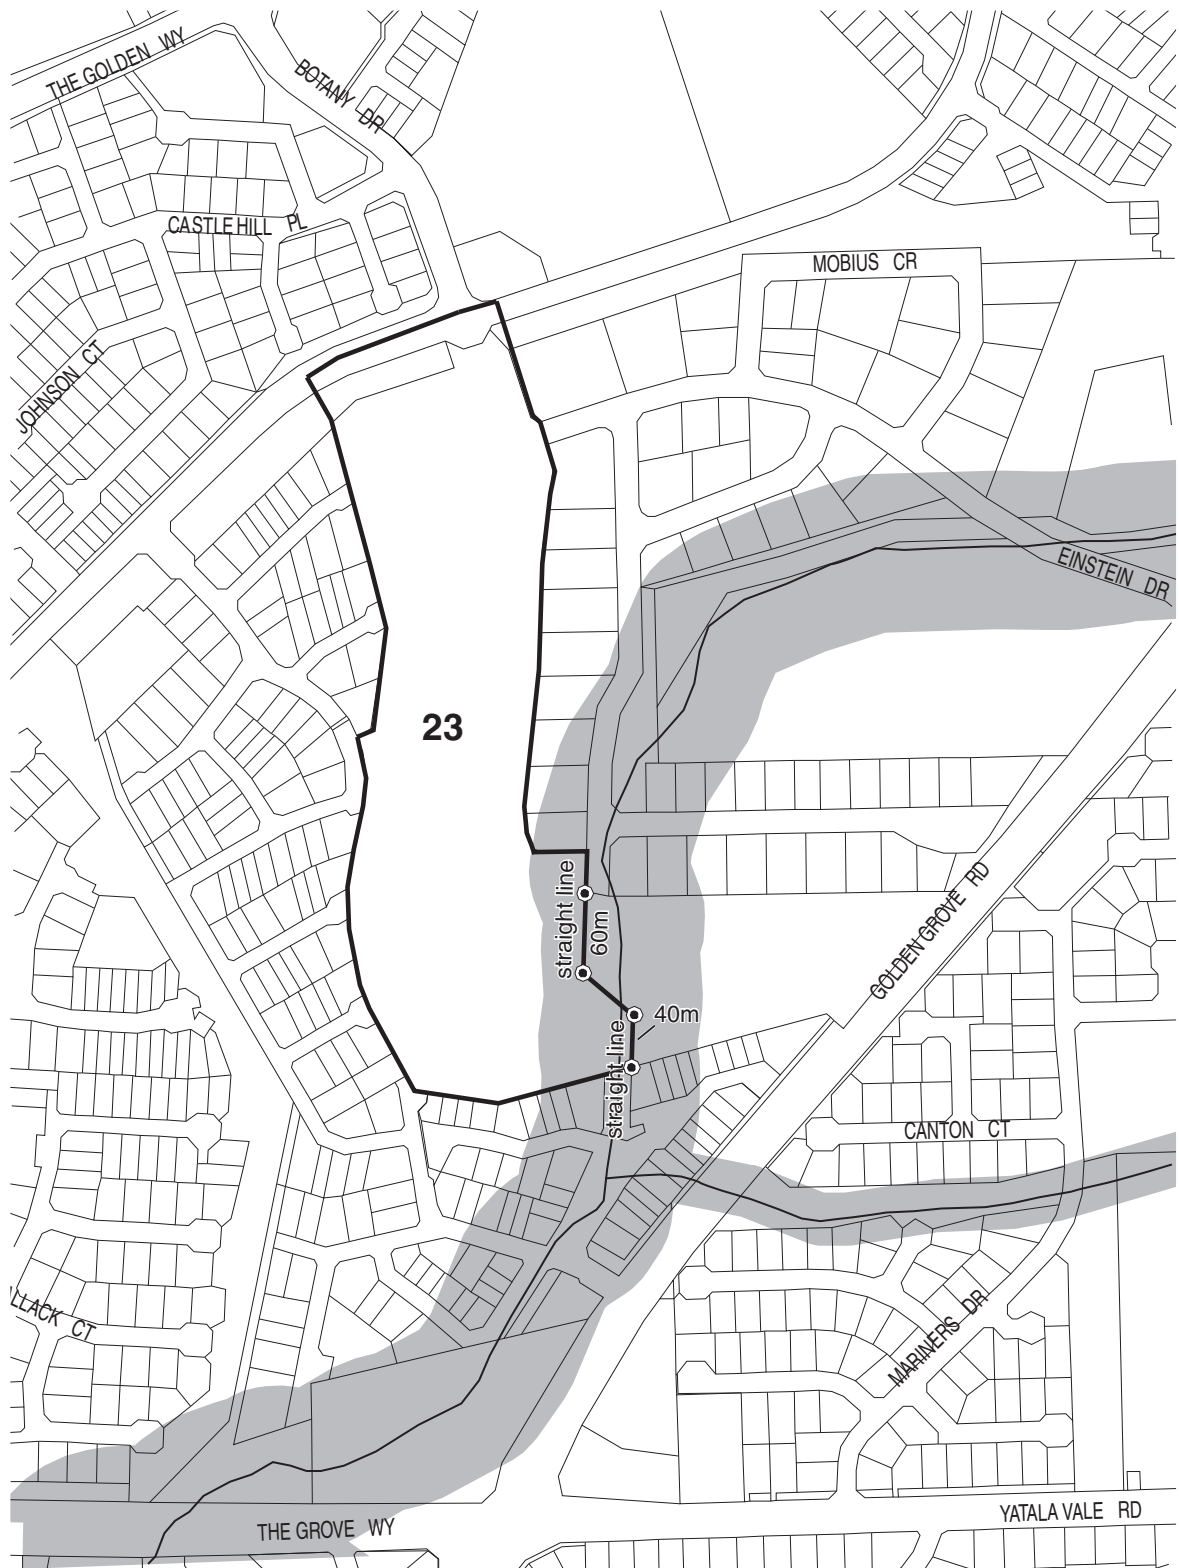 THE GOLDEN WY
BOTANY DR
CASTLE HILL PL
MOBIUS CR
JOHNSON CT
EINSTEIN DR
23
straight line
60m
GOLDEN GROVE RD
40m
straight line
CANTON CT
LLACK CT
MARINERS DR
THE GROVE WY
YATALA VALE RD